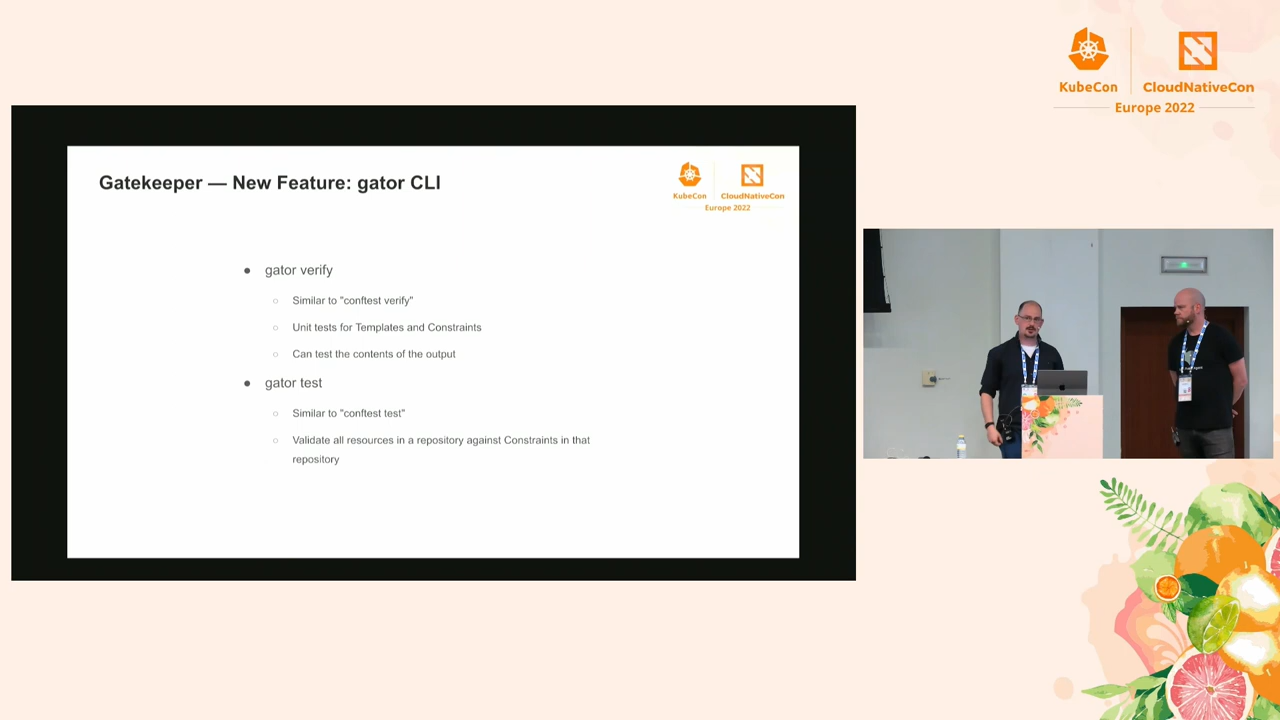 KubeCon
CloudNativeCon
Europe 2022
Gatekeeper — New Feature: gator CLI
KubeCon
CloudNativeCon
Europe 2022
● gator verify
○ Similar to "conftest verify"
○ Unit tests for Templates and Constraints
○ Can test the contents of the output
● gator test
○ Similar to "conftest test"
○ Validate all resources in a repository against Constraints in that
repository